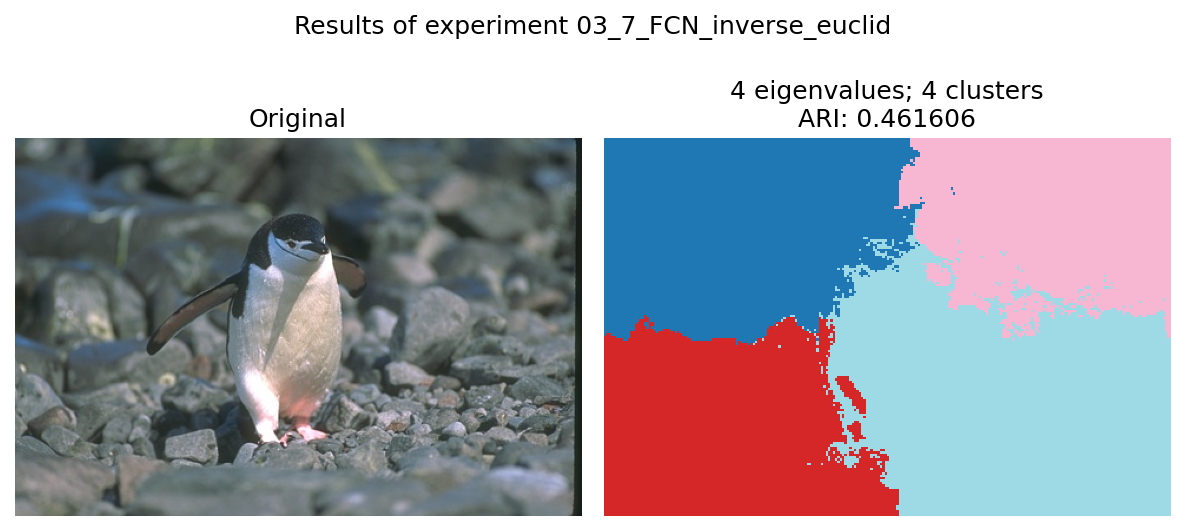 Results of experiment 03_7_FCN_inverse_euclid
Original
4 eigenvalues; 4 clusters
ARI: 0.461606